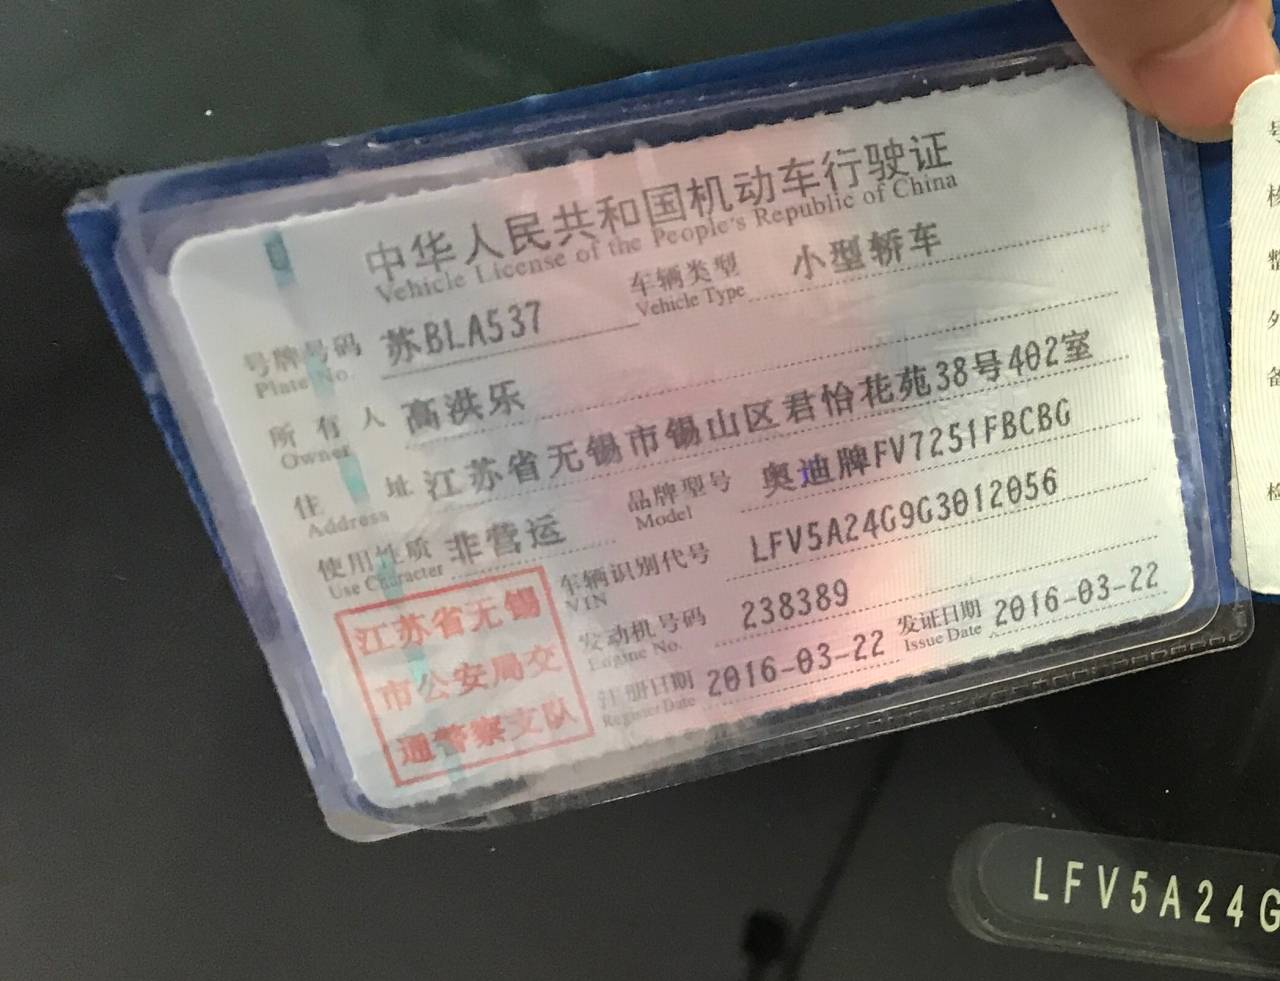 中华人民共和国机动车行驶证
Vehicle License of the People's Republic of China
号牌号码 苏BLA537 车辆类型 小型轿车
Plate No. Vehicle Type
所有人 高洪乐
Owner
住址 江苏省无锡市锡山区君怡花苑38号402室
Address
使用性质 非营运 品牌型号 奥迪牌FV7251FBCBG
Use Character Model
车辆识别代号 LFV5A24G9G3012056
VIN
发动机号码 238389
Engine No.
注册日期 2016-03-22 发证日期 2016-03-22
Register Date Issue Date
江苏省无锡
市公安局交
通警察支队
号
核
整
外
备
检
LFV5A24G